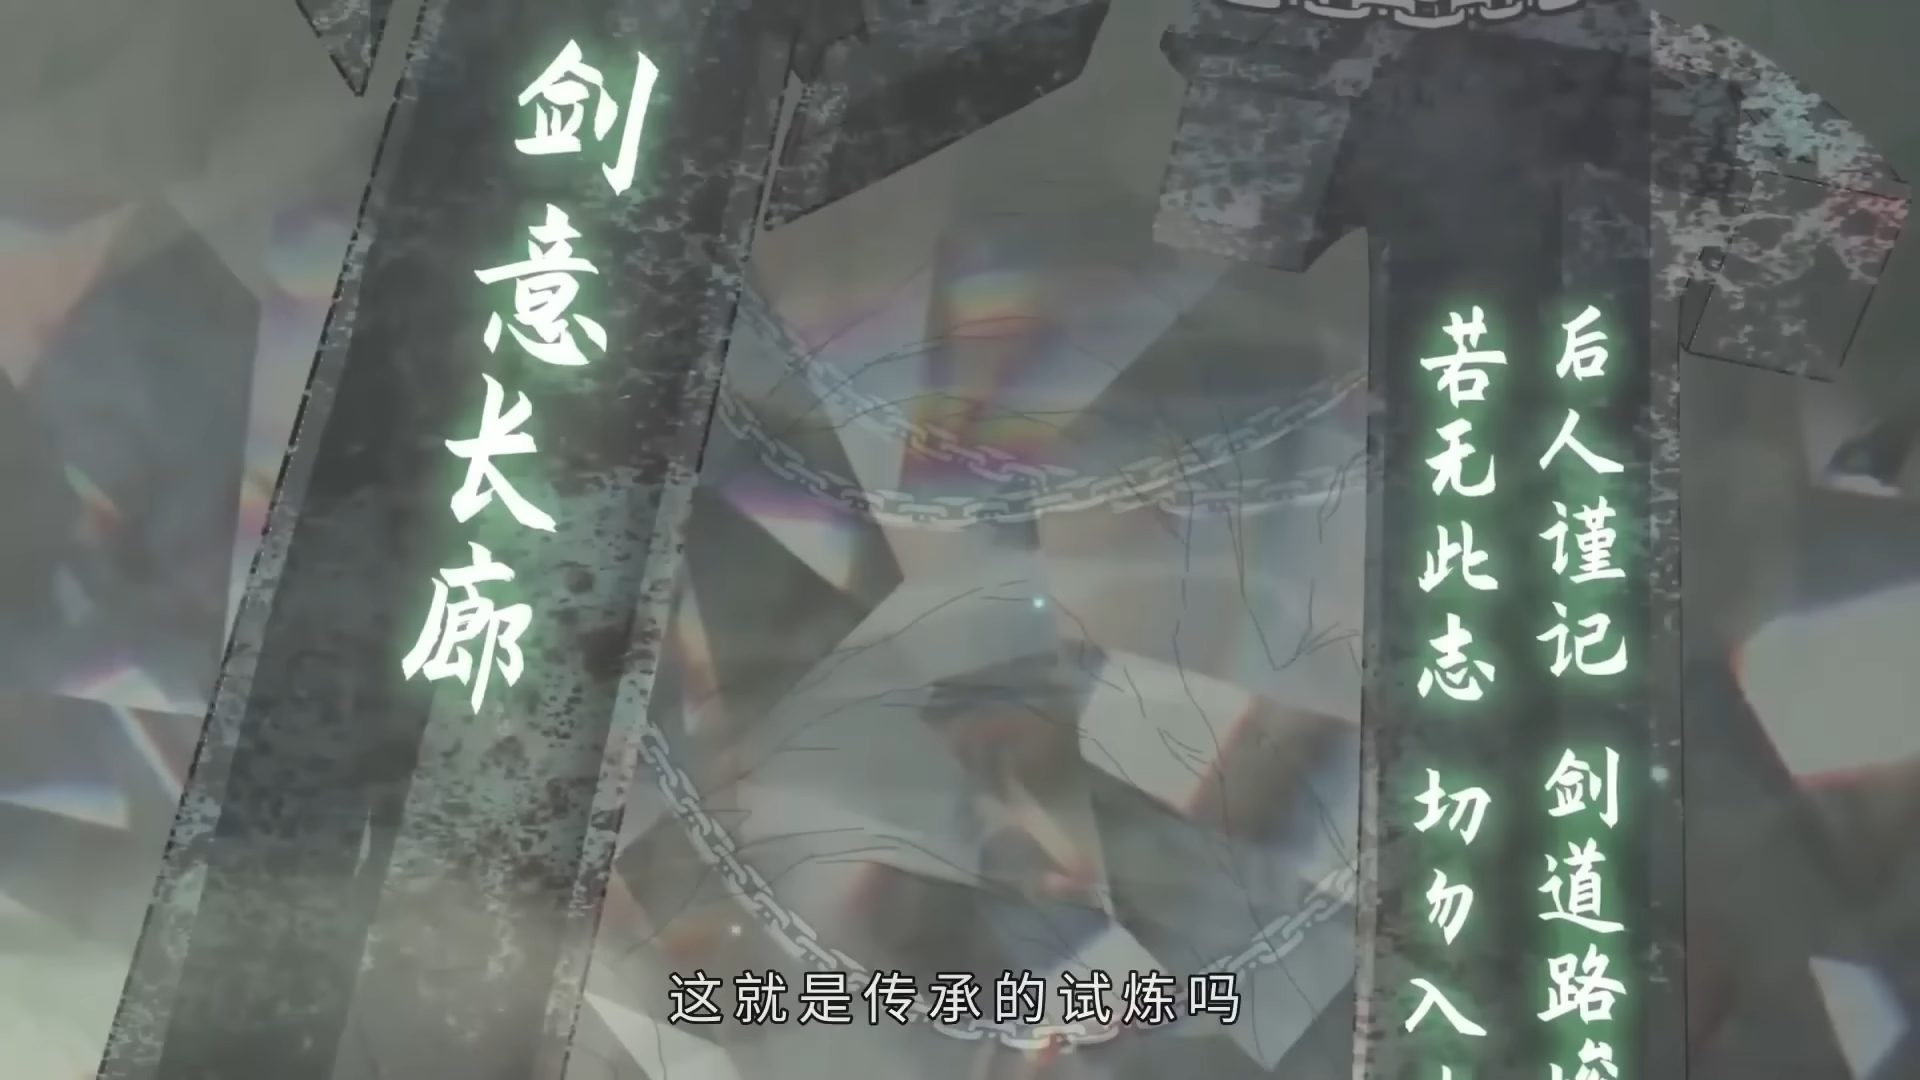 剑意长廊
后人谨记 剑道路
若无此志 切勿入
这就是传承的试炼吗